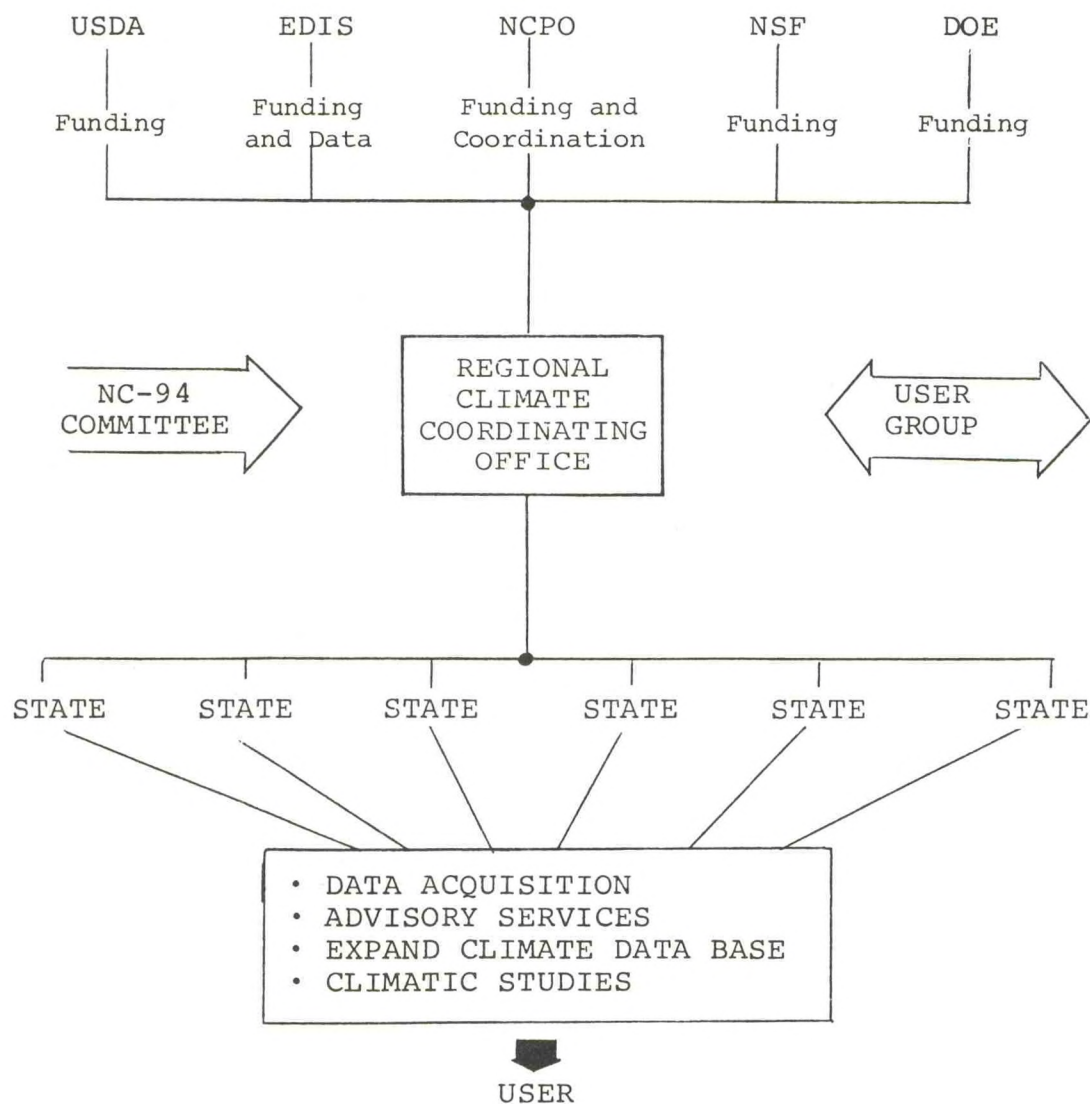 USDA EDIS NCPO NSF DOE
Funding
Funding
and Data
Funding and
Coordination
Funding
Funding
NC-94
COMMITTEE
REGIONAL
CLIMATE
COORDINATING
OFFICE
USER
GROUP
STATE STATE STATE STATE STATE STATE
• DATA ACQUISITION
• ADVISORY SERVICES
• EXPAND CLIMATE DATA BASE
• CLIMATIC STUDIES
USER